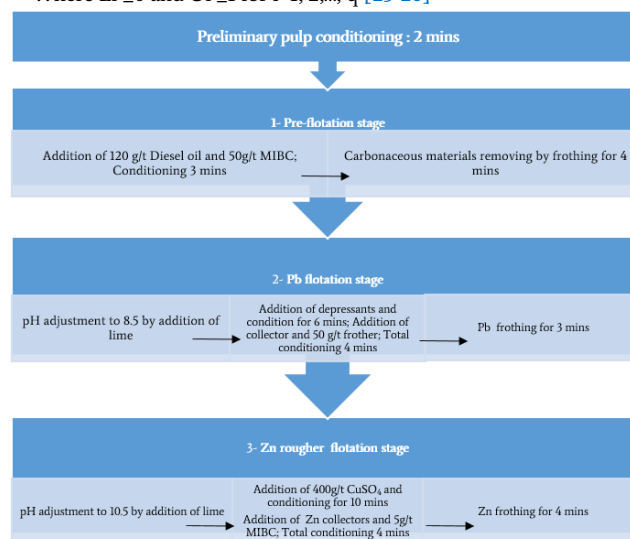 Where and
Preliminary pulp conditioning : 2 mins
1- Pre-flotation stage
Addition of 120 g/t Diesel oil and 50g/t MIBC;
Conditioning 3 mins
Carbonaceous materials removing by frothing for 4
mins
2- Pb flotation stage
pH adjustment to 8.5 by addition of
lime
Addition of depressants and
condition for 6 mins; Addition of
collector and 50 g/t frother; Total
conditioning 4 mins
Pb frothing for 3 mins
3- Zn rougher flotation stage
pH adjustment to 10.5 by addition of lime
Addition of 400g/t CuSO₄ and
conditioning for 10 mins
Addition of Zn collectors and 5g/t
MIBC; Total conditioning 4 mins
Zn frothing for 4 mins